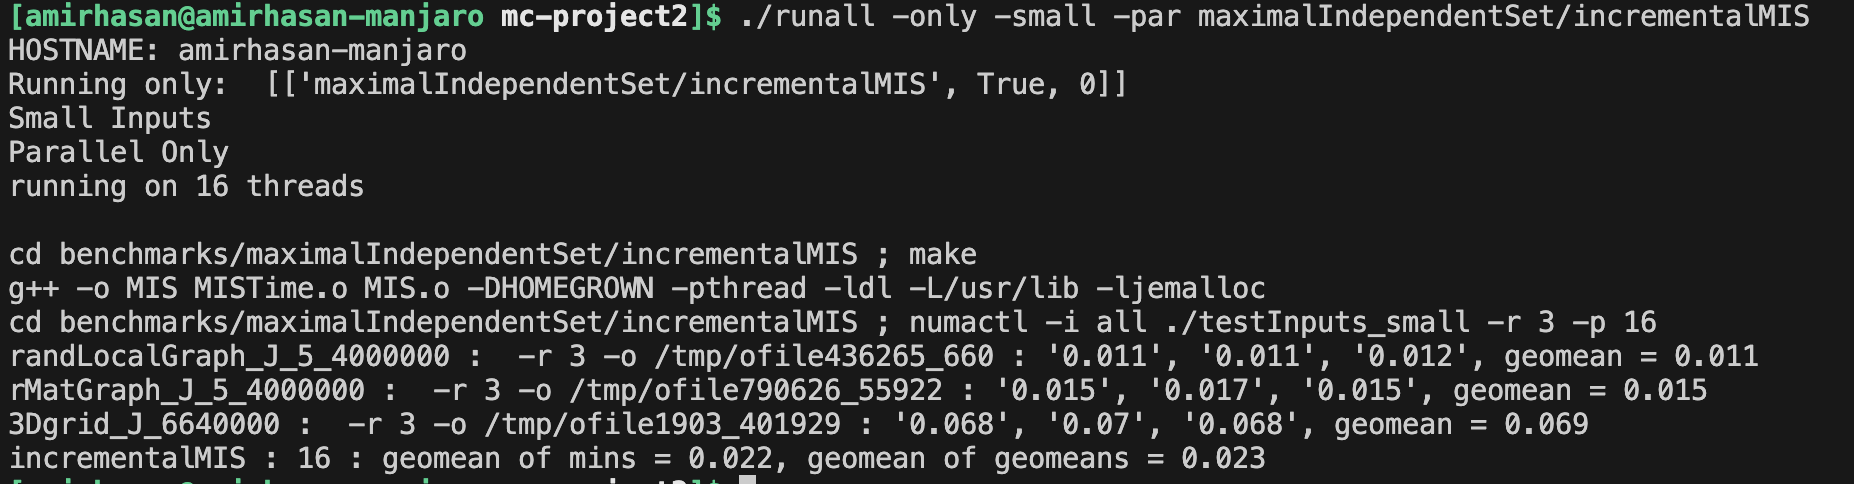 [amirhasan@amirhasan-manjaro mc-project2]$ ./runall -only -small -par maximalIndependentSet/incrementalMIS
HOSTNAME: amirhasan-manjaro
Running only:  [['maximalIndependentSet/incrementalMIS', True, 0]]
Small Inputs
Parallel Only
running on 16 threads
cd benchmarks/maximalIndependentSet/incrementalMIS ; make
g++ -o MIS MISTime.o MIS.o -DHOMEGROWN -pthread -ldl -L/usr/lib -ljemalloc
cd benchmarks/maximalIndependentSet/incrementalMIS ; numactl -i all ./testInputs_small -r 3 -p 16
randLocalGraph_J_5_4000000 :  -r 3 -o /tmp/ofile436265_660 : '0.011', '0.011', '0.012', geomean = 0.011
rMatGraph_J_5_4000000 :  -r 3 -o /tmp/ofile790626_55922 : '0.015', '0.017', '0.015', geomean = 0.015
3Dgrid_J_6640000 :  -r 3 -o /tmp/ofile1903_401929 : '0.068', '0.07', '0.068', geomean = 0.069
incrementalMIS : 16 : geomean of mins = 0.022, geomean of geomeans = 0.023